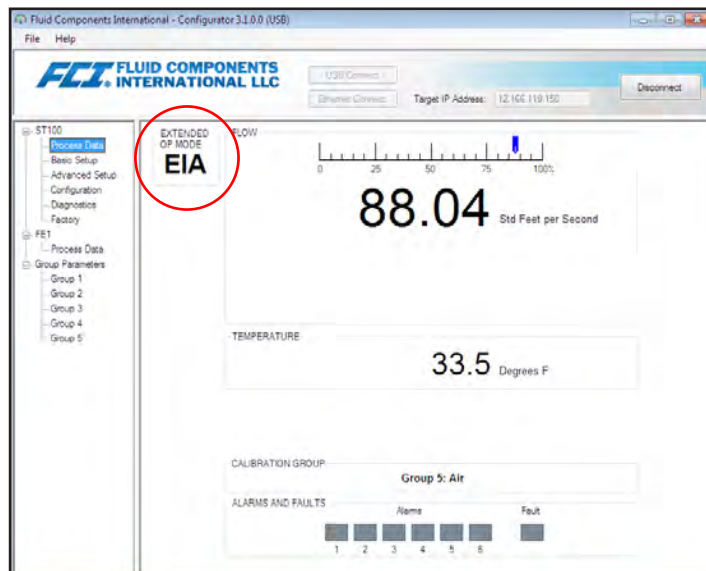 Fluid Components International - Configurator 3.1.0.0 (USB)
File Help
FCI. FLUID COMPONENTS
INTERNATIONAL LLC
USB Connect
Ethernet Connect
Target IP Address:
12.166.119.150
Disconnect
ST100
Process Data
Basic Setup
Advanced Setup
Configuration
Diagnostics
Factory
FE1
Process Data
Group Parameters
Group 1
Group 2
Group 3
Group 4
Group 5
EXTENDED
OP MODE
EIA
FLOW
0 25 50 75 100%
88.04 Std Feet per Second
TEMPERATURE
33.5 Degrees F
CALIBRATION GROUP
Group 5: Air
ALARMS AND FAULTS
Alarms Fault
1 2 3 4 5 6